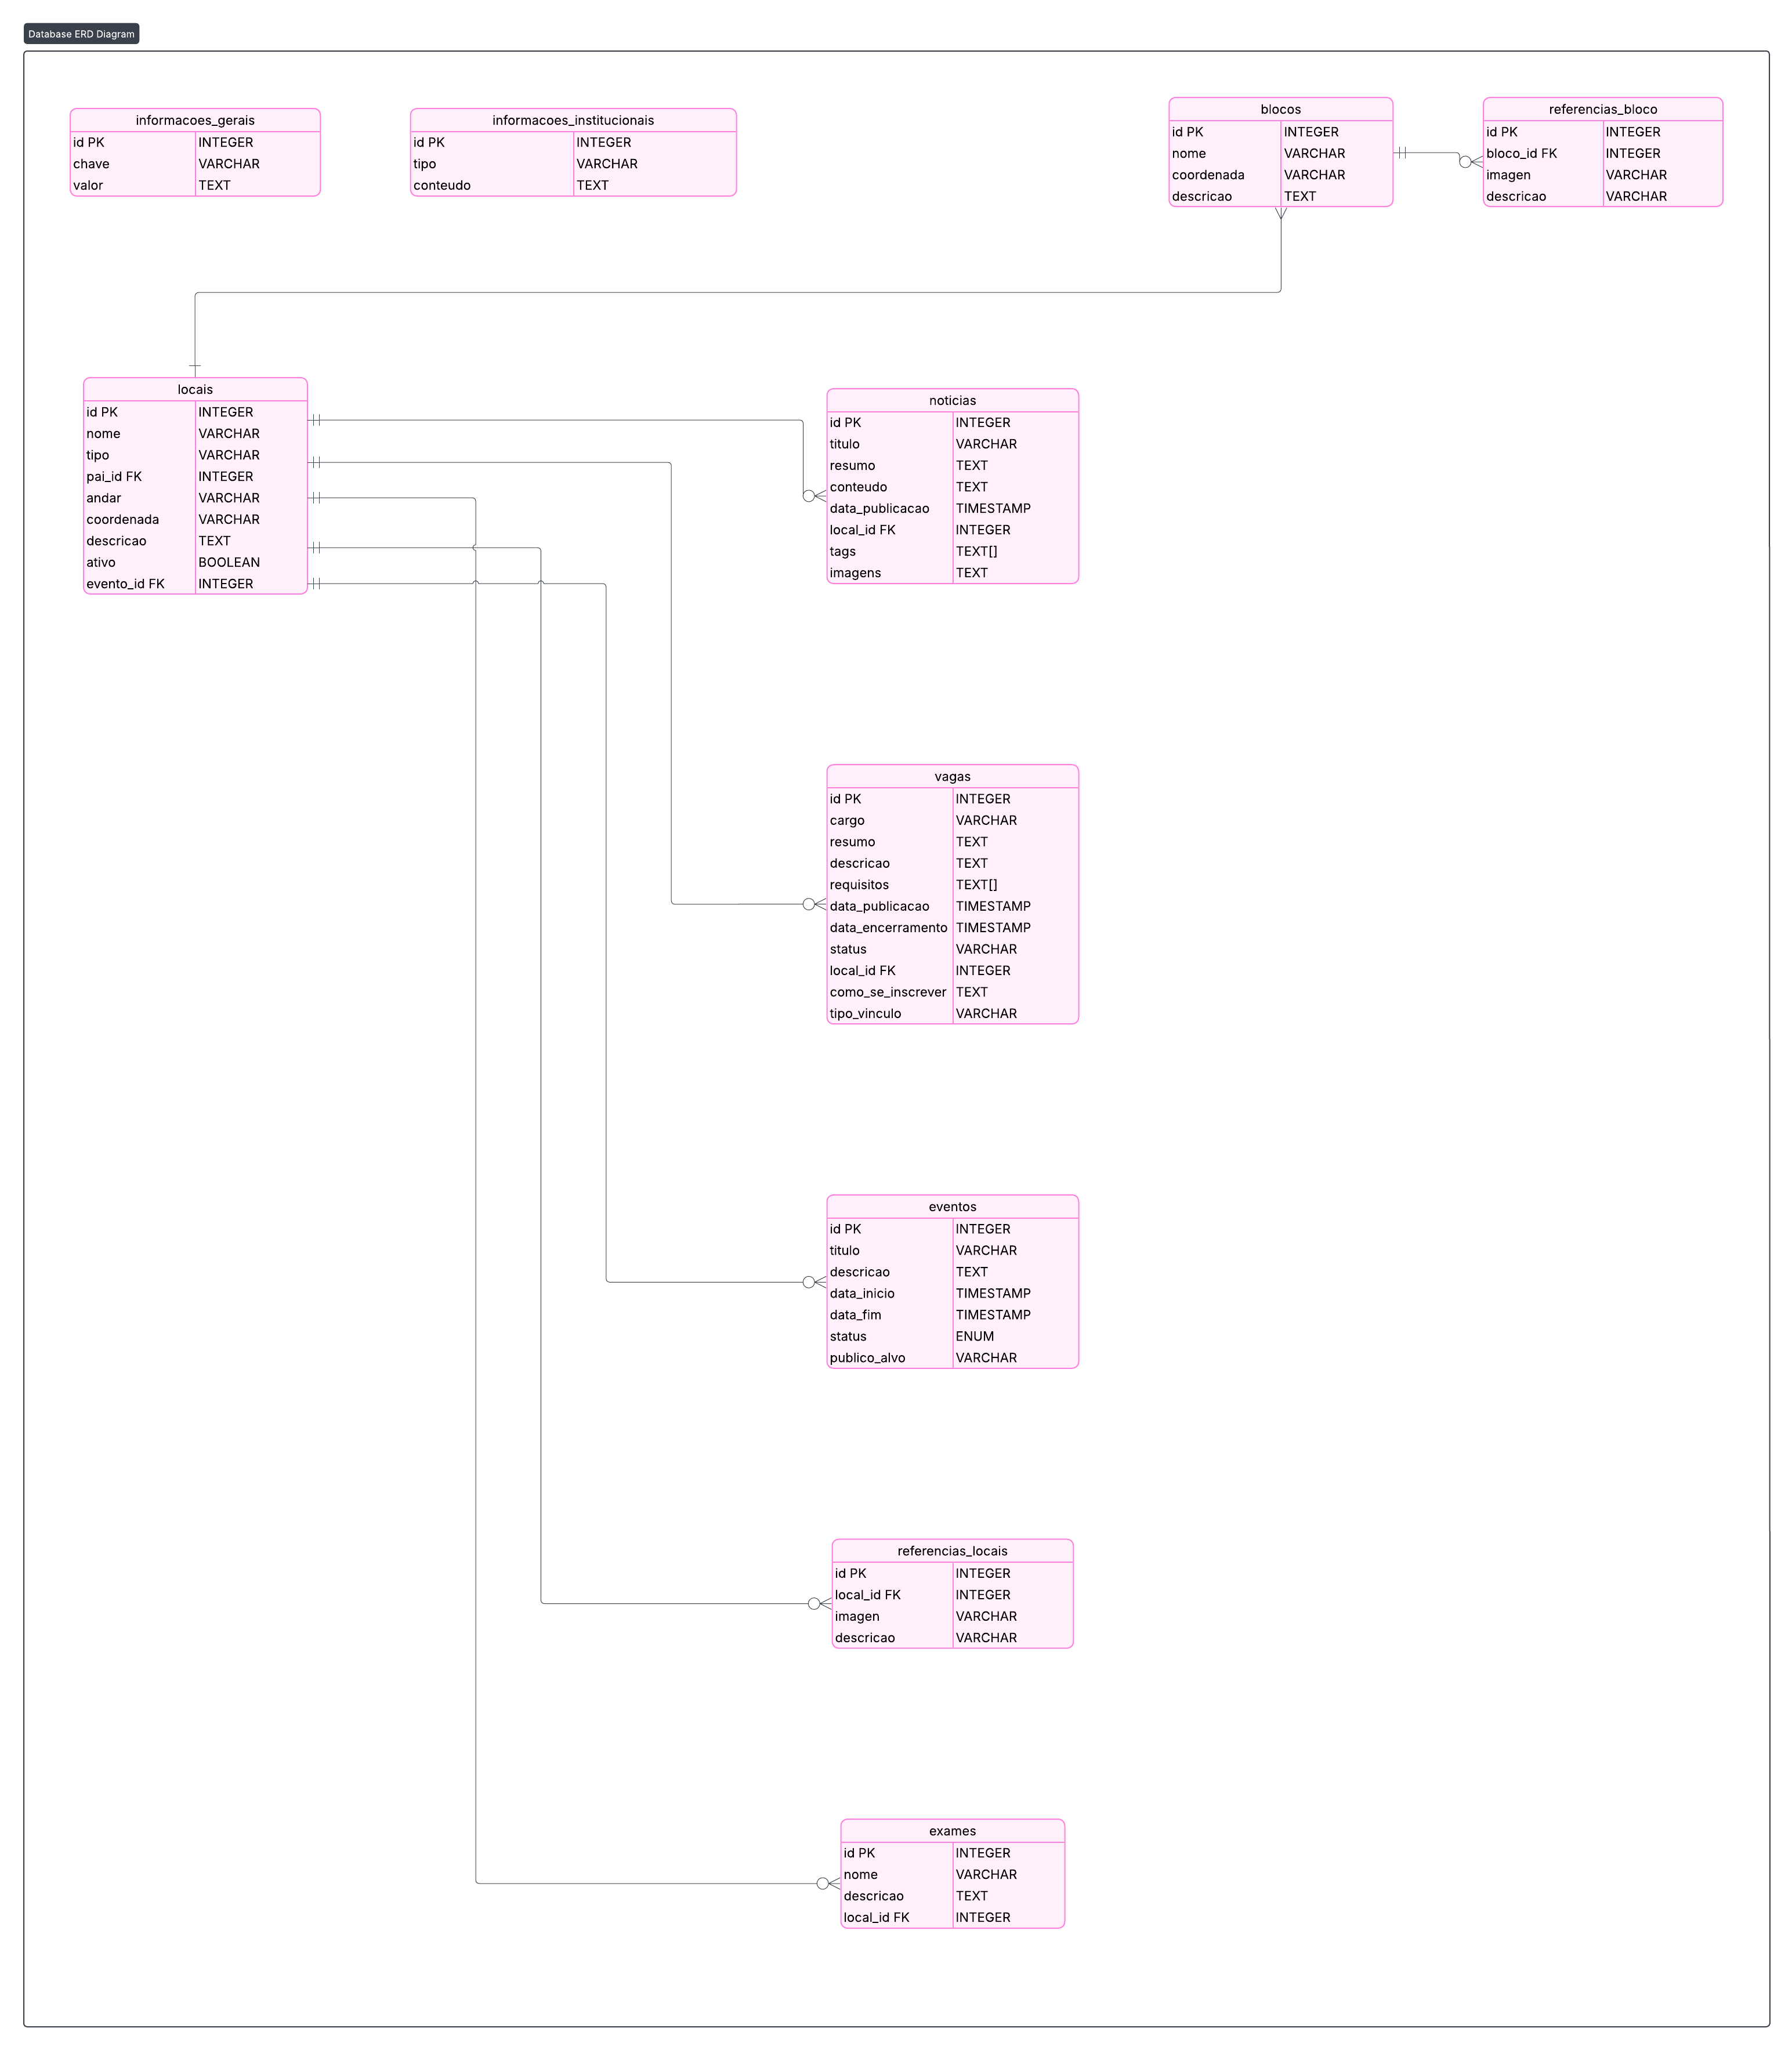 Database ERD Diagram
informacoes_gerais
id PK INTEGER
chave VARCHAR
valor TEXT
informacoes_institucionais
id PK INTEGER
tipo VARCHAR
conteudo TEXT
blocos
id PK INTEGER
nome VARCHAR
coordenada VARCHAR
descricao TEXT
referencias_bloco
id PK INTEGER
bloco_id FK INTEGER
imagen VARCHAR
descricao VARCHAR
locais
id PK INTEGER
nome VARCHAR
tipo VARCHAR
pai_id FK INTEGER
andar VARCHAR
coordenada VARCHAR
descricao TEXT
ativo BOOLEAN
evento_id FK INTEGER
noticias
id PK INTEGER
titulo VARCHAR
resumo TEXT
conteudo TEXT
data_publicacao TIMESTAMP
local_id FK INTEGER
tags TEXT[]
imagens TEXT
vagas
id PK INTEGER
cargo VARCHAR
resumo TEXT
descricao TEXT
requisitos TEXT[]
data_publicacao TIMESTAMP
data_encerramento TIMESTAMP
status VARCHAR
local_id FK INTEGER
como_se_inscrever TEXT
tipo_vinculo VARCHAR
eventos
id PK INTEGER
titulo VARCHAR
descricao TEXT
data_inicio TIMESTAMP
data_fim TIMESTAMP
status ENUM
publico_alvo VARCHAR
referencias_locais
id PK INTEGER
local_id FK INTEGER
imagen VARCHAR
descricao VARCHAR
exames
id PK INTEGER
nome VARCHAR
descricao TEXT
local_id FK INTEGER